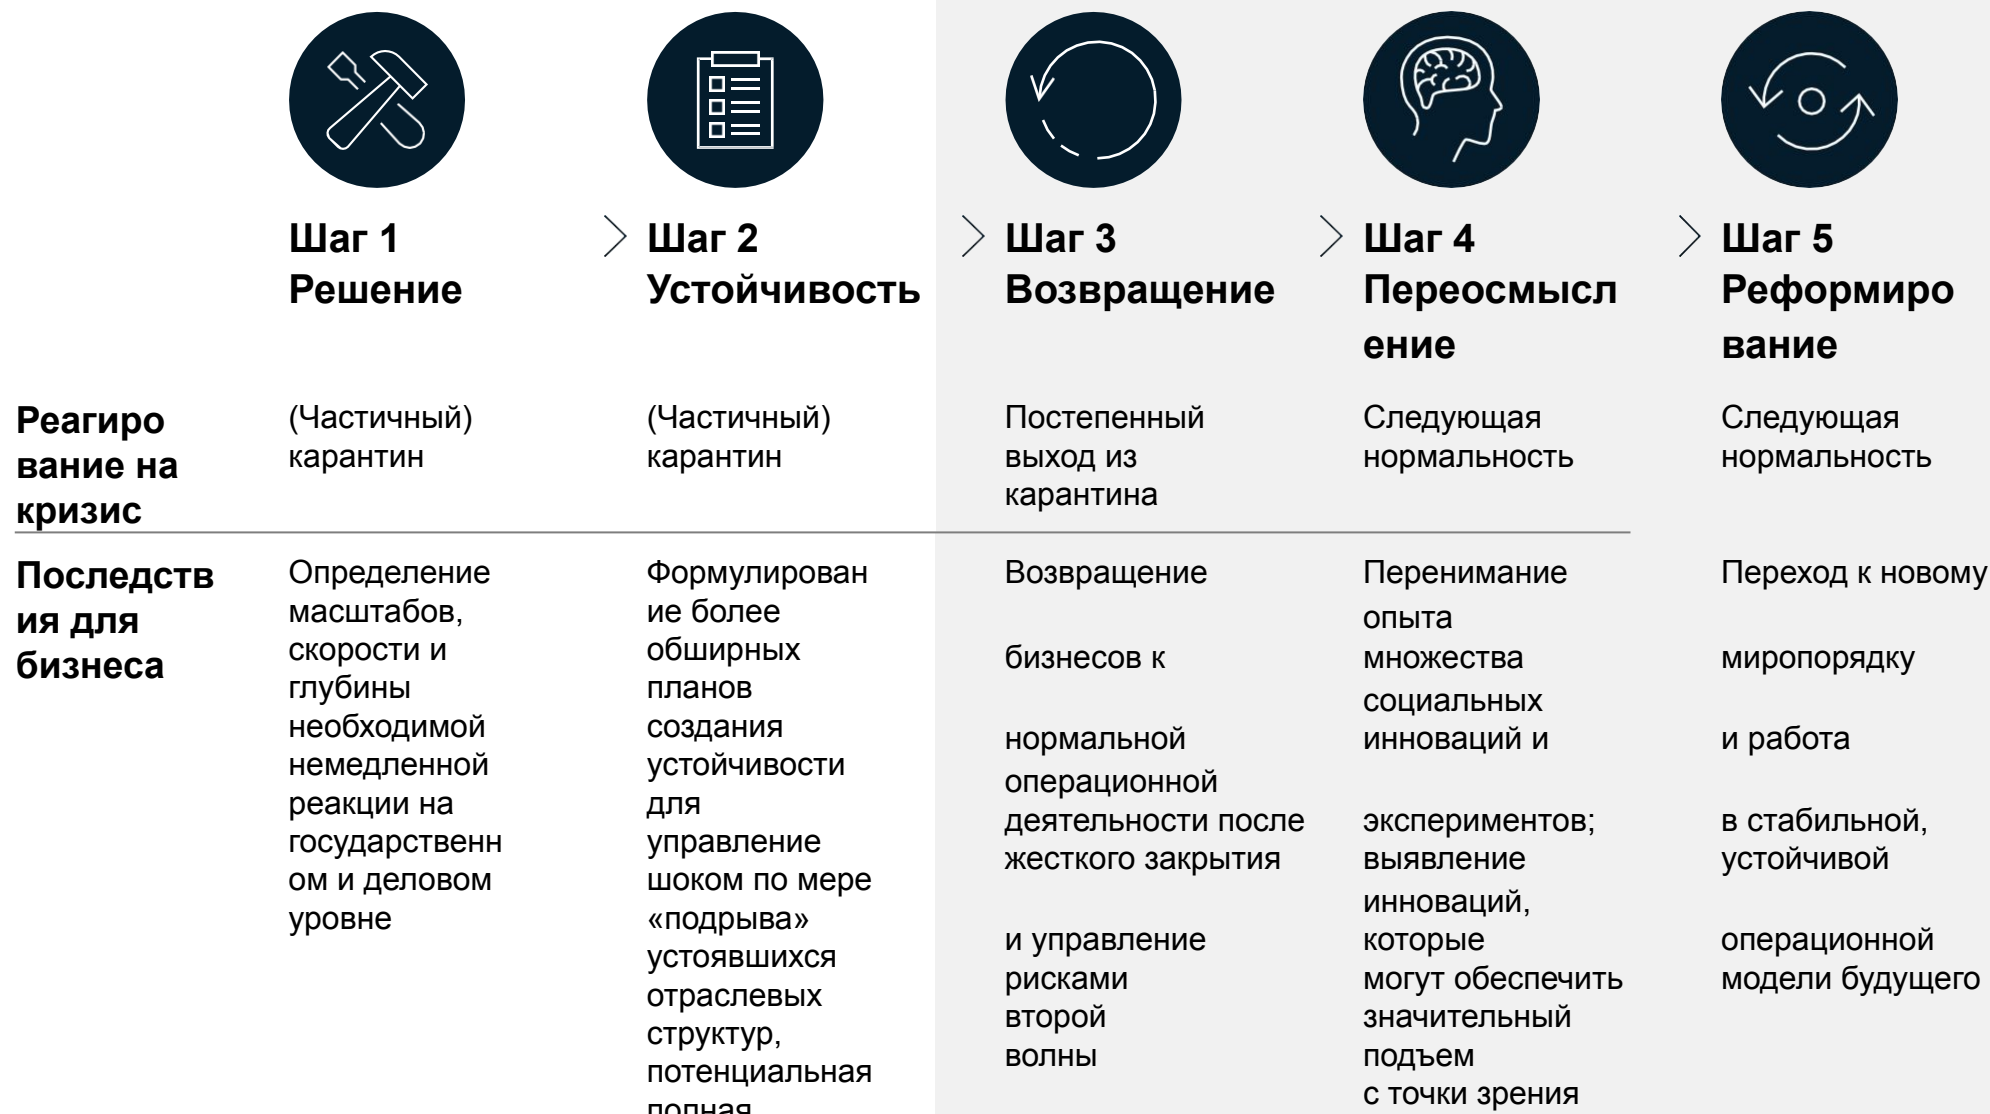 Шаг 1
Решение
Шаг 2
Устойчивость
Шаг 3
Возвращение
Шаг 4
Переосмысл
ение
Шаг 5
Реформиро
вание
Реагиро
вание на
кризис
(Частичный)
карантин
(Частичный)
карантин
Постепенный
выход из
карантина
Следующая
нормальность
Следующая
нормальность
Последств
ия для
бизнеса
Определение
масштабов,
скорости и
глубины
необходимой
немедленной
реакции на
государственн
ом и деловом
уровне
Формулирован
ие более
обширных
планов
создания
устойчивости
для
управление
шоком по мере
«подрыва»
устоявшихся
отраслевых
структур,
потенциальная
полная
Возвращение
бизнесов к
нормальной
операционной
деятельности после
жесткого закрытия
и управление
рисками
второй
волны
Перенимание
опыта
множества
социальных
инноваций и
экспериментов;
выявление
инноваций,
которые
могут обеспечить
значительный
подъем
с точки зрения
Переход к новому
миропорядку
и работа
в стабильной,
устойчивой
операционной
модели будущего